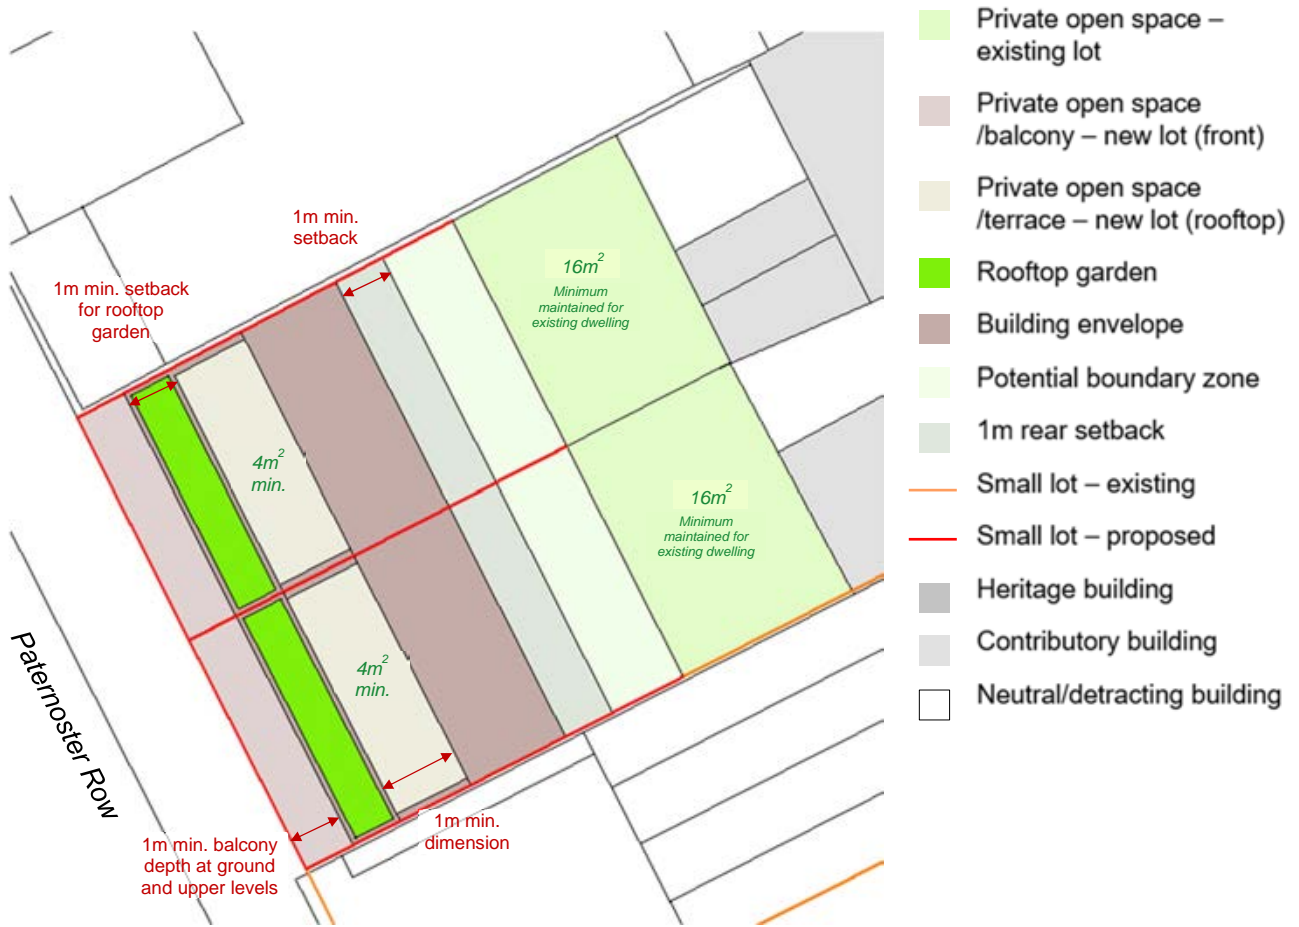 1m min.
setback
1m min. setback
for rooftop
garden
16m²
Minimum
maintained for
existing dwelling
4m²
min.
16m²
Minimum
maintained for
existing dwelling
4m²
min.
Paternoster Row
1m min.
dimension
1m min. balcony
depth at ground
and upper levels
Private open space –
existing lot
Private open space
/balcony – new lot (front)
Private open space
/terrace – new lot (rooftop)
Rooftop garden
Building envelope
Potential boundary zone
1m rear setback
Small lot – existing
Small lot – proposed
Heritage building
Contributory building
Neutral/detracting building